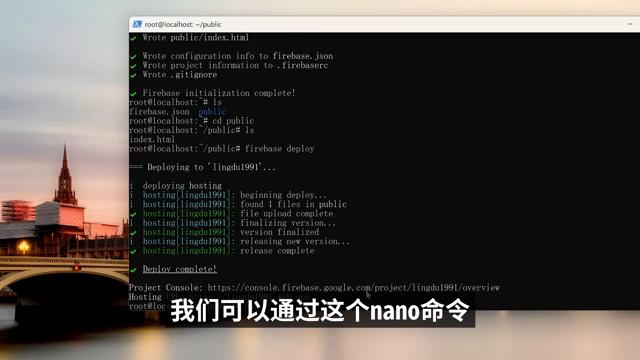 root@localhost: ~/public
✔ Wrote public/index.html
✔ Wrote configuration info to firebase.json
✔ Wrote project information to .firebaserc
✔ Wrote .gitignore
✔ Firebase initialization complete!
root@localhost:~# ls
firebase.json public
root@localhost:~# cd public
root@localhost:~/public# ls
index.html
root@localhost:~/public# firebase deploy
=== Deploying to 'lingdu1991'...
i deploying hosting
i hosting[lingdu1991]: beginning deploy...
i hosting[lingdu1991]: found 1 files in public
✔ hosting[lingdu1991]: file upload complete
i hosting[lingdu1991]: finalizing version...
✔ hosting[lingdu1991]: version finalized
i hosting[lingdu1991]: releasing new version...
✔ hosting[lingdu1991]: release complete
✔ Deploy complete!
Project Console: https://console.firebase.google.com/project/lingdu1991/overview
Hosting
root@loc
我们可以通过这个nano命令